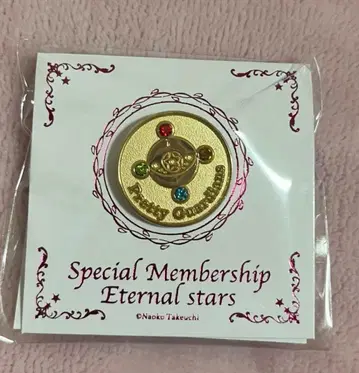 Pretty Guardians
Special Membership
Eternal stars
©Naoko Takeuchi